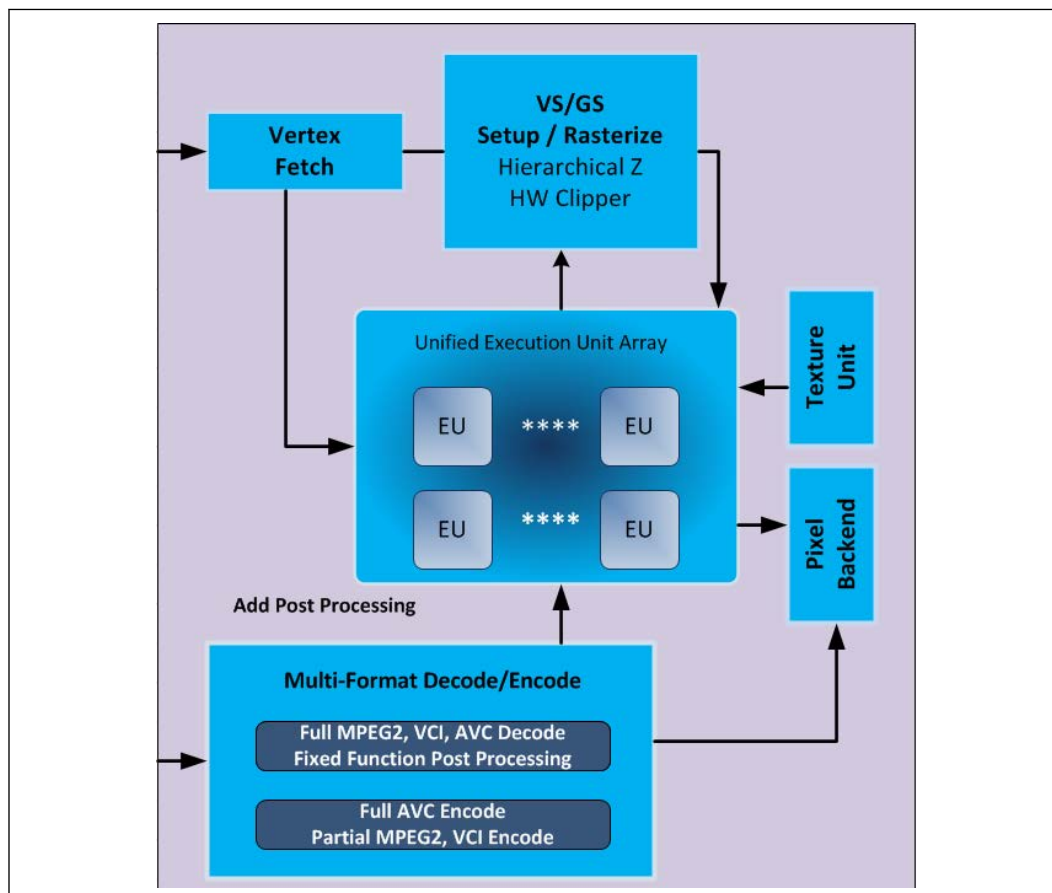 VS/GS
Setup / Rasterize
Hierarchical Z
HW Clipper
Vertex
Fetch
Unified Execution Unit Array
EU
****
EU
EU
****
EU
Texture
Unit
Pixel
Backend
Add Post Processing
Multi-Format Decode/Encode
Full MPEG2, VCI, AVC Decode
Fixed Function Post Processing
Full AVC Encode
Partial MPEG2, VCI Encode